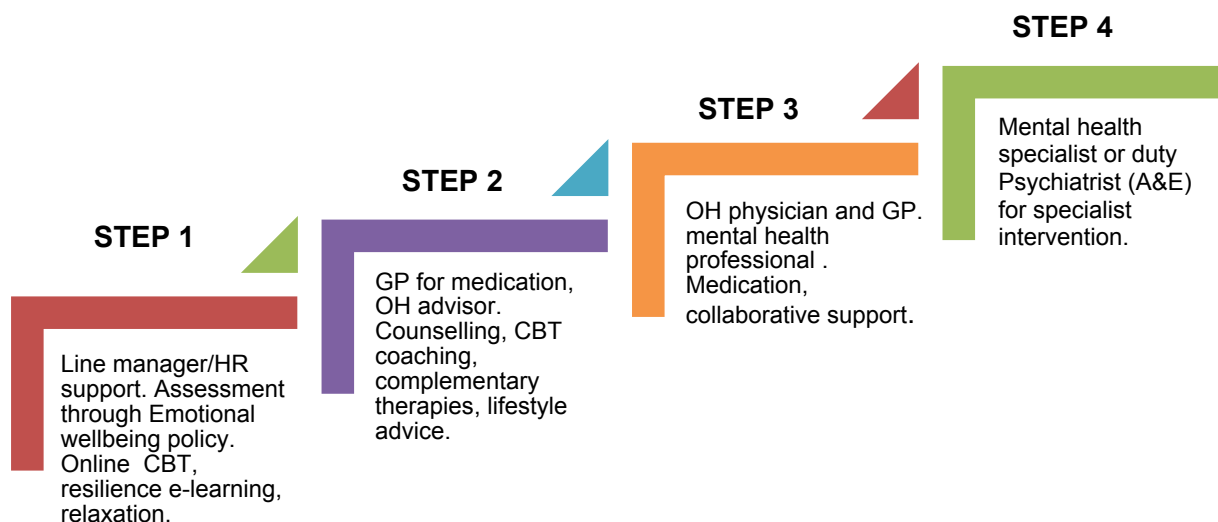 STEP 1
Line manager/HR
support. Assessment
through Emotional
wellbeing policy.
Online  CBT,
resilience e-learning,
relaxation.
STEP 2
GP for medication,
OH advisor.
Counselling, CBT
coaching,
complementary
therapies, lifestyle
advice.
STEP 3
OH physician and GP.
mental health
professional .
Medication,
collaborative support.
STEP 4
Mental health
specialist or duty
Psychiatrist (A&E)
for specialist
intervention.